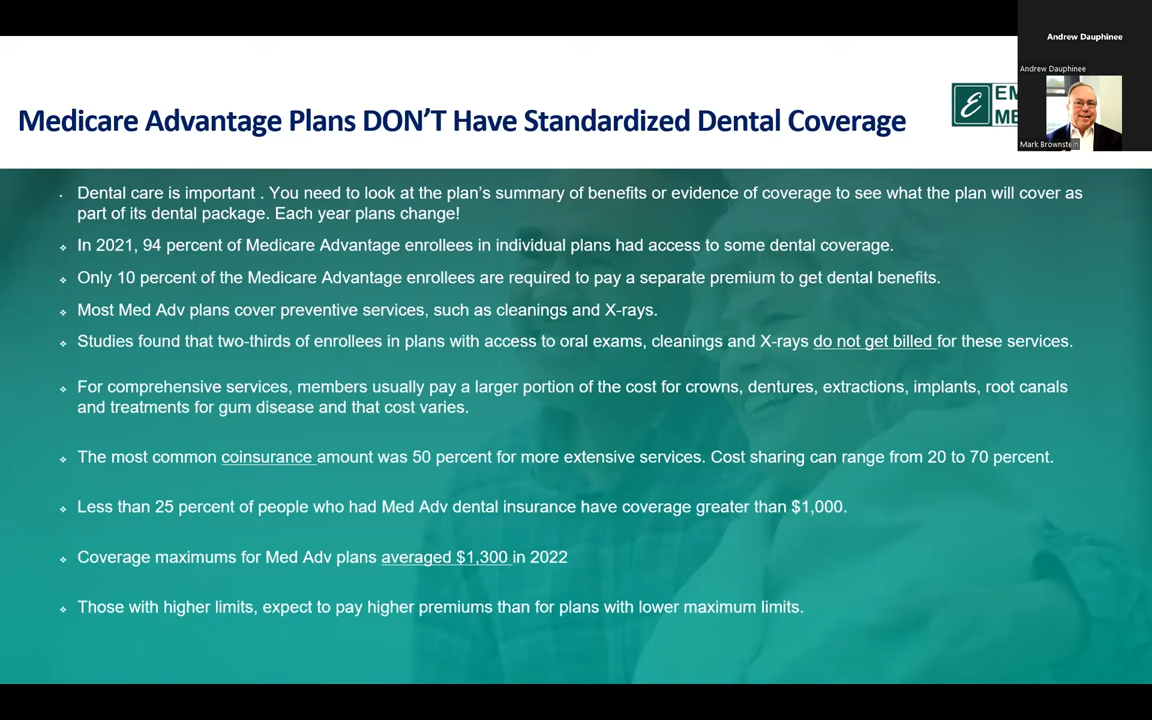 Andrew Dauphinee
Andrew Dauphinee
Mark Brownstein
Medicare Advantage Plans DON'T Have Standardized Dental Coverage
Dental care is important . You need to look at the plan's summary of benefits or evidence of coverage to see what the plan will cover as
part of its dental package. Each year plans change!
In 2021, 94 percent of Medicare Advantage enrollees in individual plans had access to some dental coverage.
Only 10 percent of the Medicare Advantage enrollees are required to pay a separate premium to get dental benefits.
Most Med Adv plans cover preventive services, such as cleanings and X-rays.
Studies found that two-thirds of enrollees in plans with access to oral exams, cleanings and X-rays do not get billed for these services.
For comprehensive services, members usually pay a larger portion of the cost for crowns, dentures, extractions, implants, root canals
and treatments for gum disease and that cost varies.
The most common coinsurance amount was 50 percent for more extensive services. Cost sharing can range from 20 to 70 percent.
Less than 25 percent of people who had Med Adv dental insurance have coverage greater than $1,000.
Coverage maximums for Med Adv plans averaged $1,300 in 2022
Those with higher limits, expect to pay higher premiums than for plans with lower maximum limits.